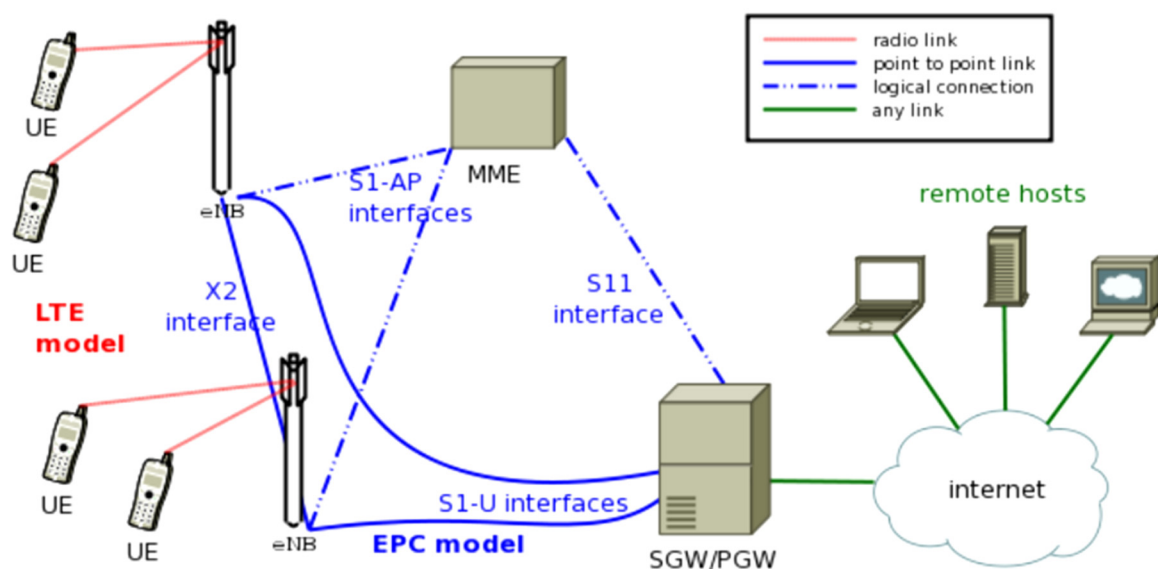 UE
radio link
point to point link
logical connection
any link
MME
S1-AP
interfaces
remote hosts
eNB
UE
X2
interface
S11
interface
LTE
model
internet
UE
S1-U interfaces
UE
eNB
EPC model
SGW/PGW